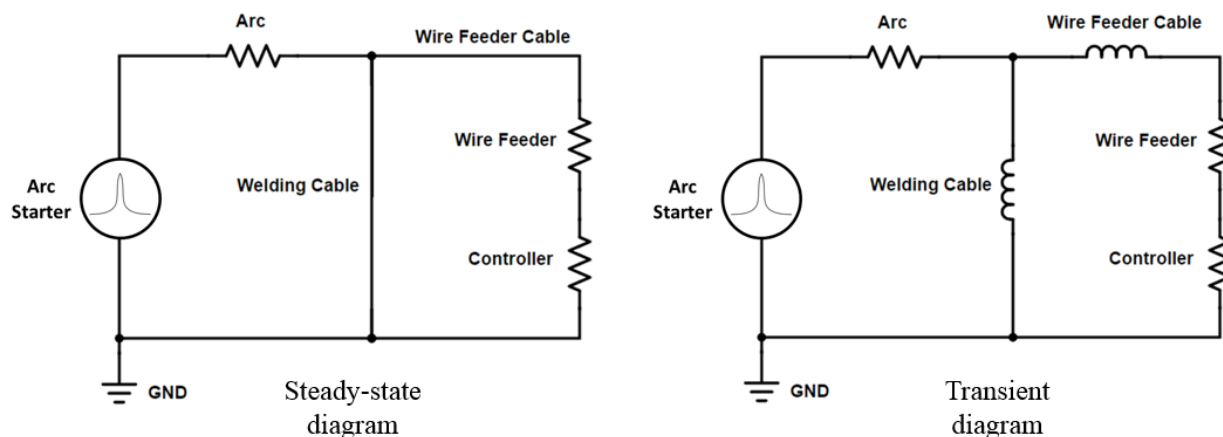 Arc
Wire Feeder Cable
Wire Feeder
Arc
Starter
Welding Cable
Controller
GND
Steady-state
diagram
Arc
Wire Feeder Cable
Wire Feeder
Arc
Starter
Welding Cable
Controller
GND
Transient
diagram